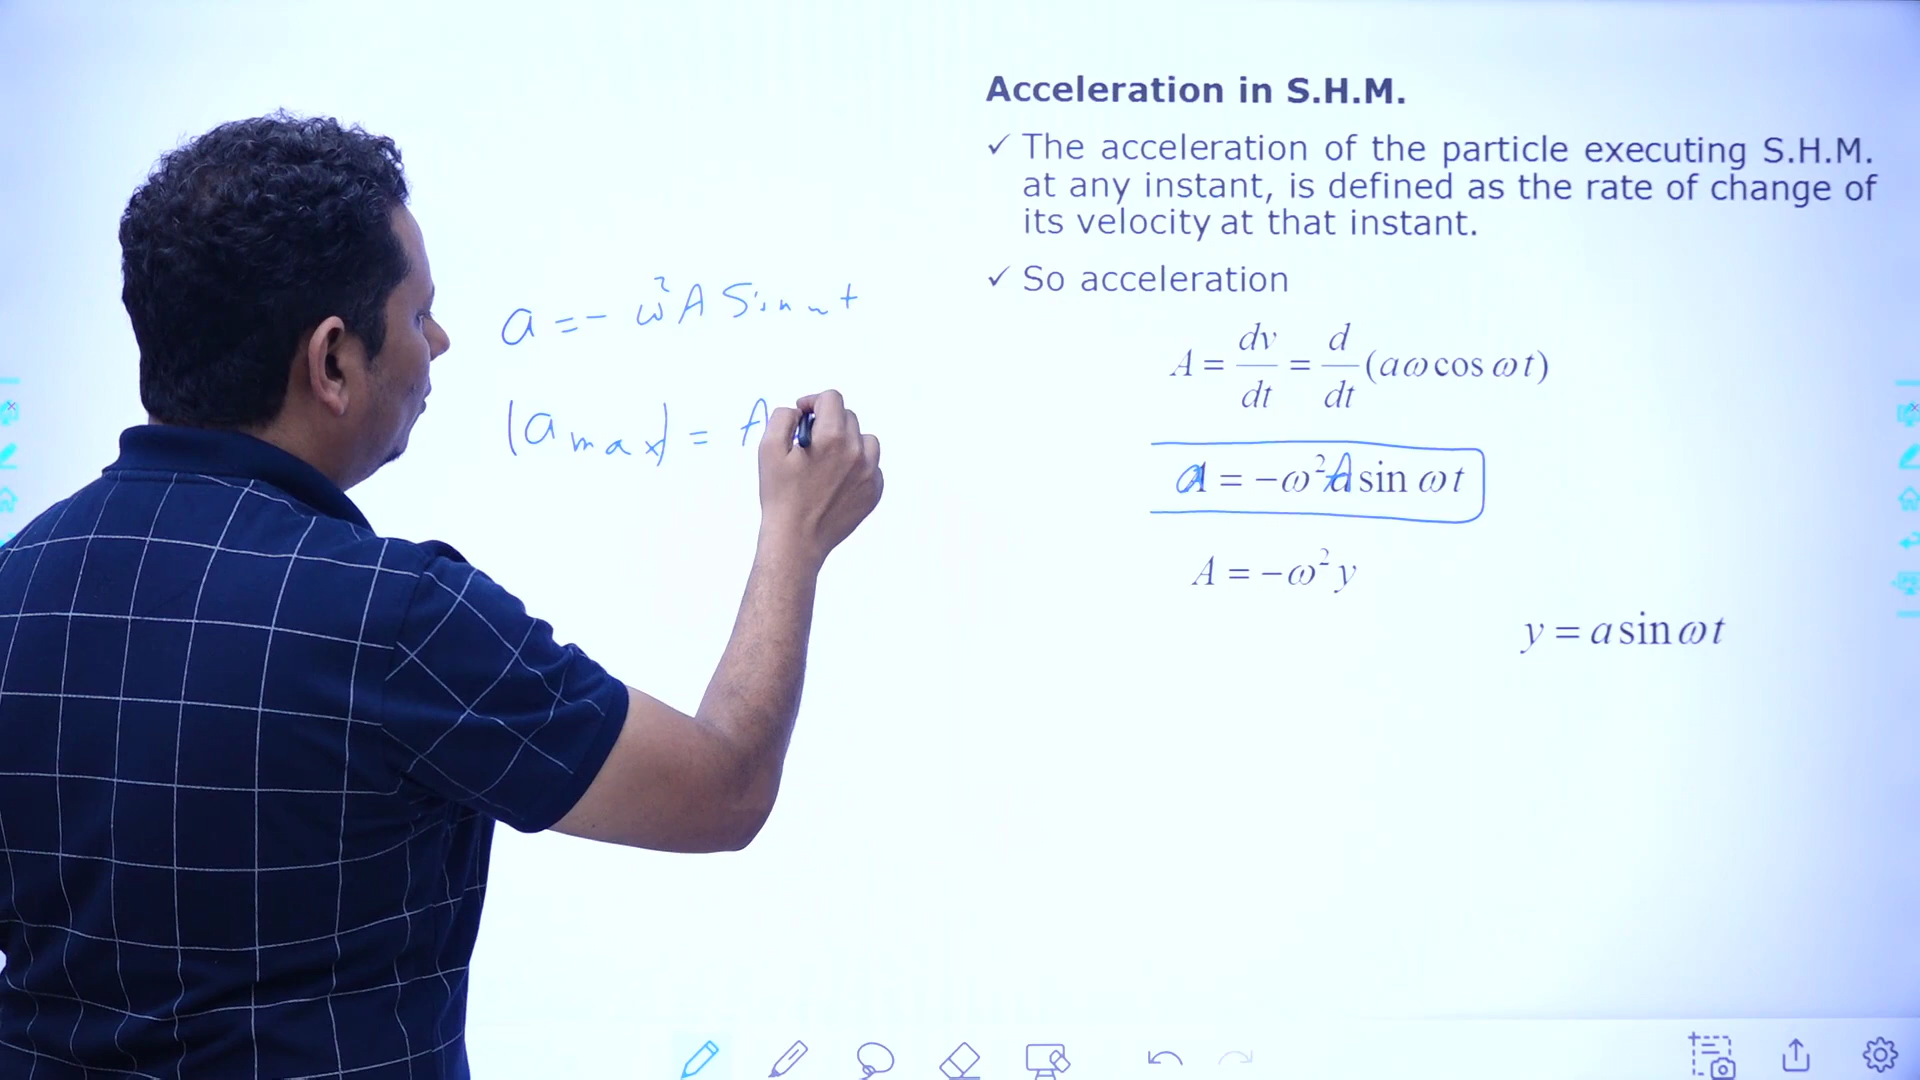 Acceleration in S.H.M.
✓ The acceleration of the particle executing S.H.M.
at any instant, is defined as the rate of change of
its velocity at that instant.
✓ So acceleration
A = dv/dt = d/dt (aω cos ωt)
a = −ω²A sin ωt
A = −ω²y
y = a sin ωt
a = - ω²A Sin ωt
|a max| = A